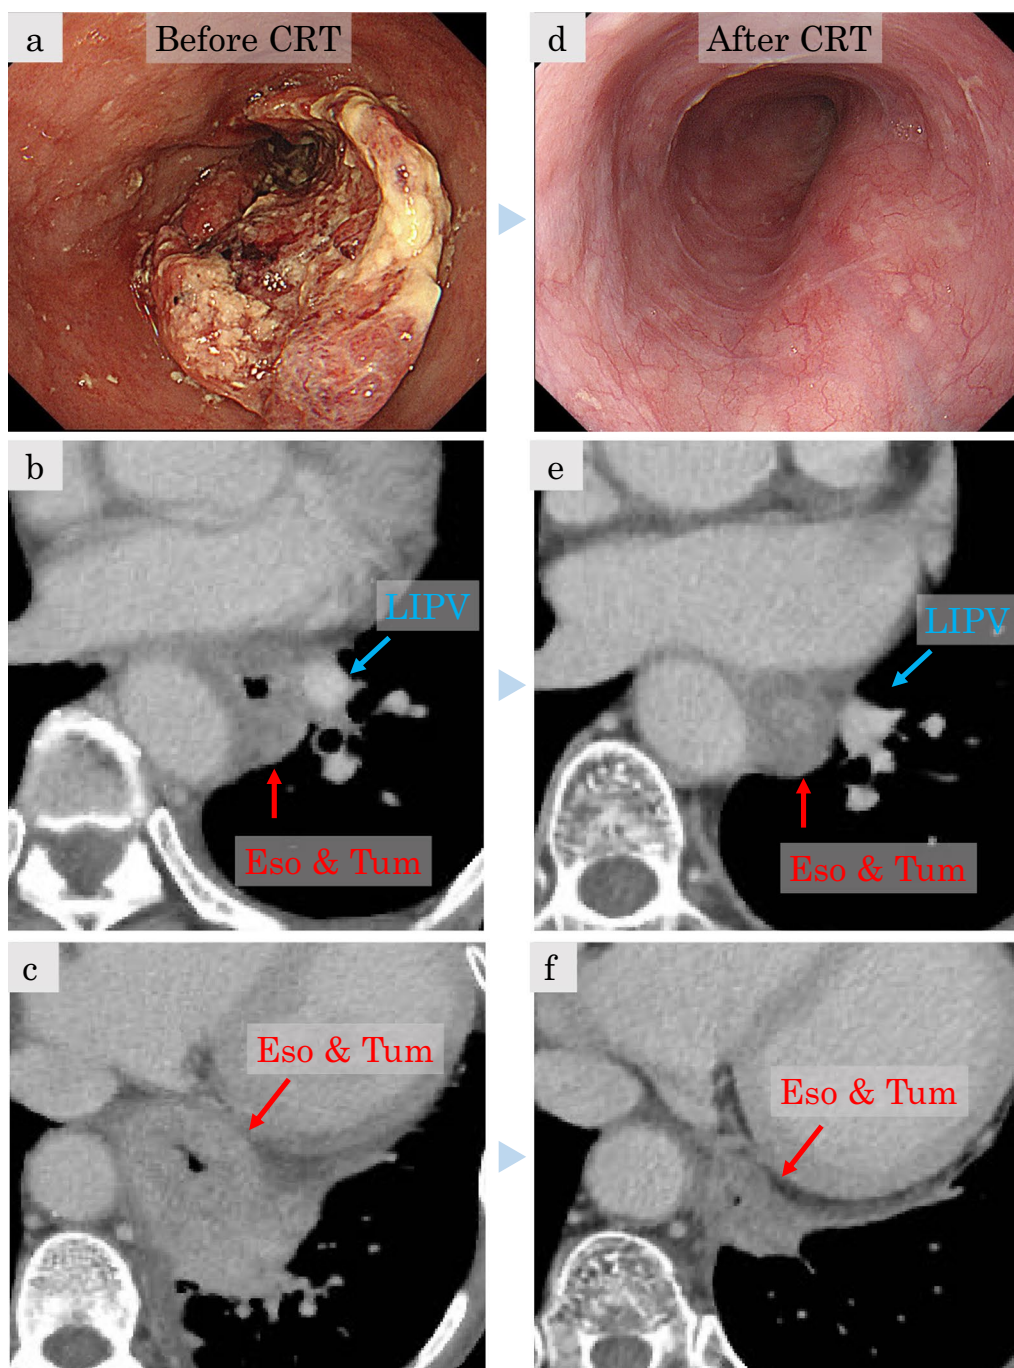 a
Before CRT
d
After CRT
b
LIPV
Eso & Tum
e
LIPV
Eso & Tum
c
Eso & Tum
f
Eso & Tum